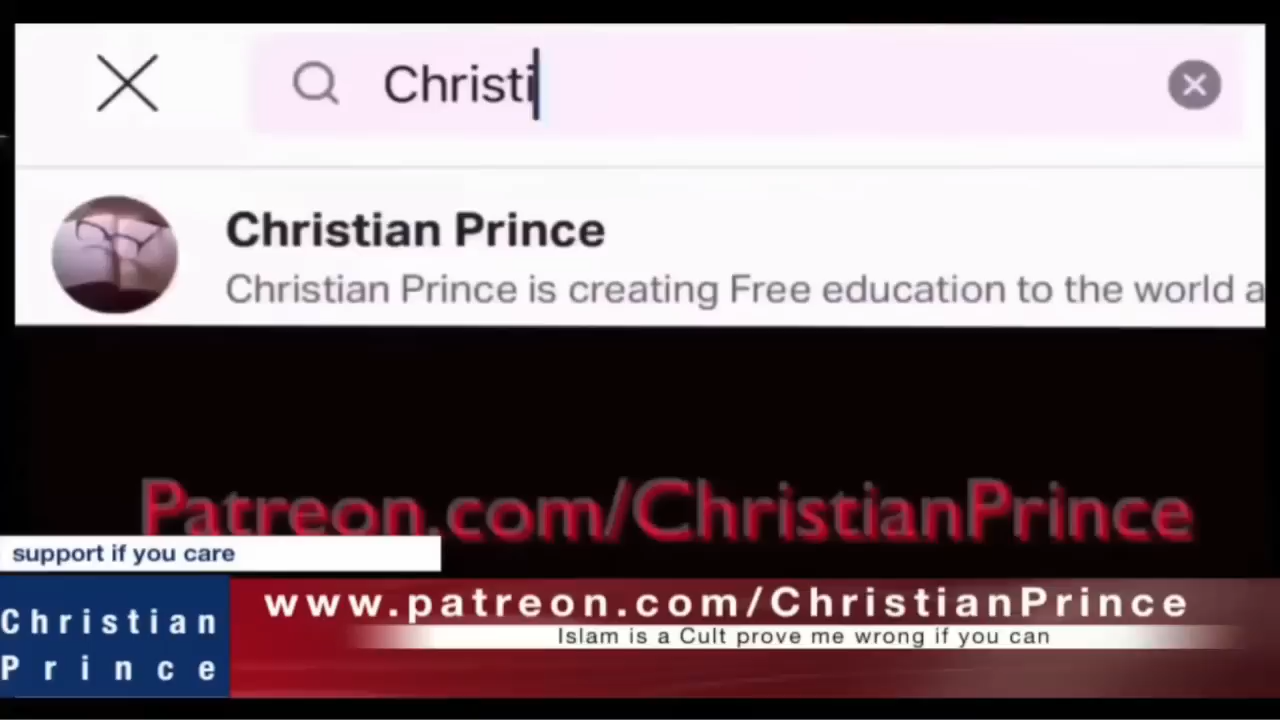 Christi
Christian Prince
Christian Prince is creating Free education to the world a
Patreon.com/ChristianPrince
support if you care
Christian
Prince
www.patreon.com/ChristianPrince
Islam is a Cult prove me wrong if you can